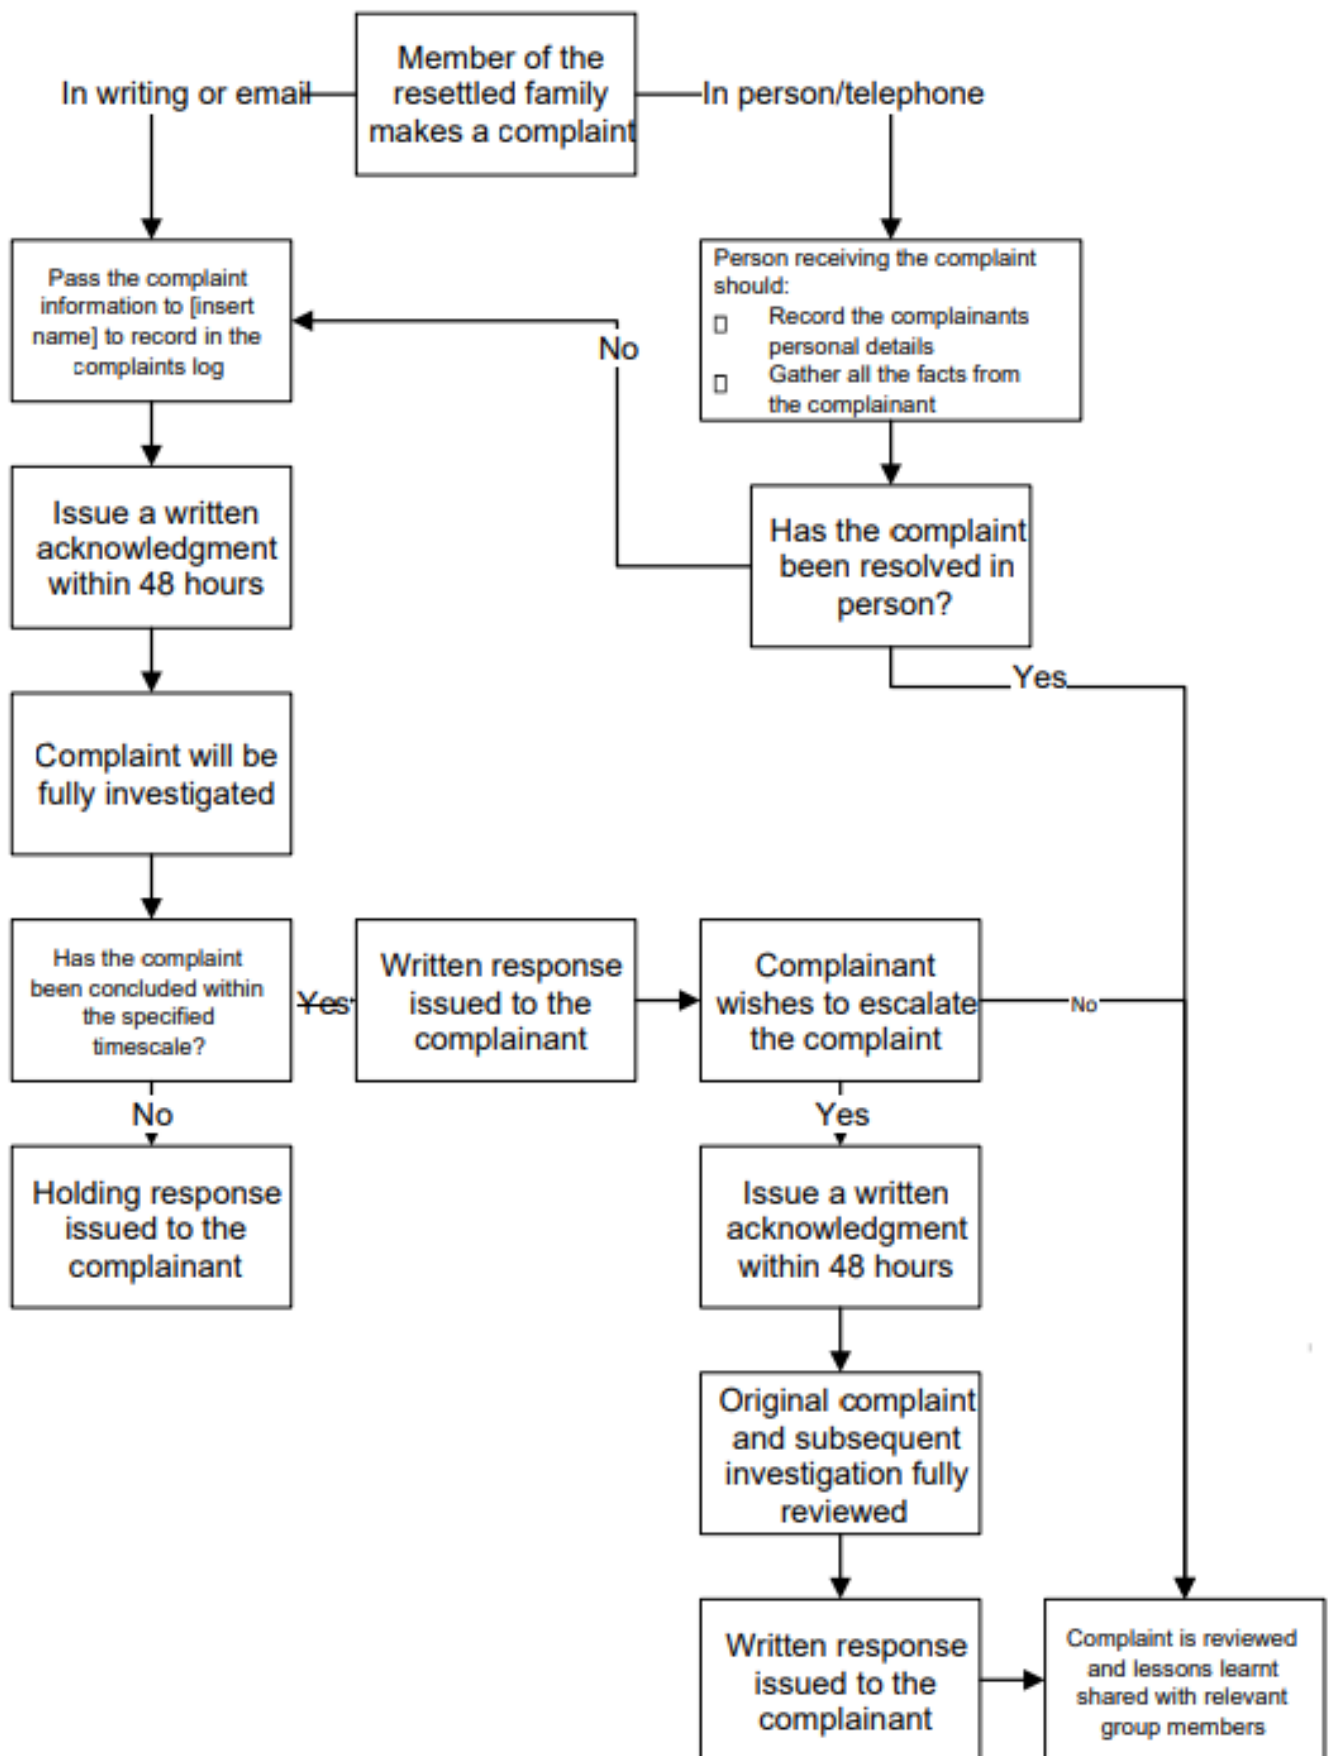 Member of the
resettled family
makes a complaint
In writing or email
In person/telephone
Pass the complaint
information to [insert
name] to record in the
complaints log
Person receiving the complaint
should:
Record the complainants
personal details
Gather all the facts from
the complainant
No
Issue a written
acknowledgment
within 48 hours
Has the complaint
been resolved in
person?
Yes
Complaint will be
fully investigated
Has the complaint
been concluded within
the specified
timescale?
Yes
Written response
issued to the
complainant
Complainant
wishes to escalate
the complaint
No
No
Yes
Holding response
issued to the
complainant
Issue a written
acknowledgment
within 48 hours
Original complaint
and subsequent
investigation fully
reviewed
Written response
issued to the
complainant
Complaint is reviewed
and lessons learnt
shared with relevant
group members